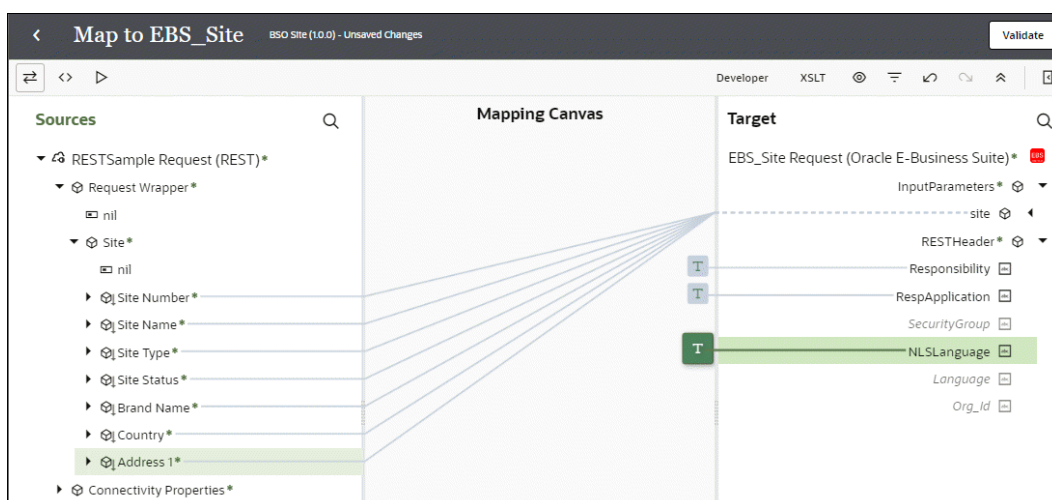 Map to EBS_Site BSO Site (1.0.0) - Unsaved Changes Validate
Developer XSLT
Sources Mapping Canvas Target
RESTSample Request (REST)* EBS_Site Request (Oracle E-Business Suite)* EBS
Request Wrapper* InputParameters*
nil site
Site* RESTHeader*
nil T Responsibility
Site Number* T RespApplication
Site Name* SecurityGroup
Site Type* T NLSLanguage
Site Status* Language
Brand Name* Org_Id
Country*
Address 1*
Connectivity Properties*